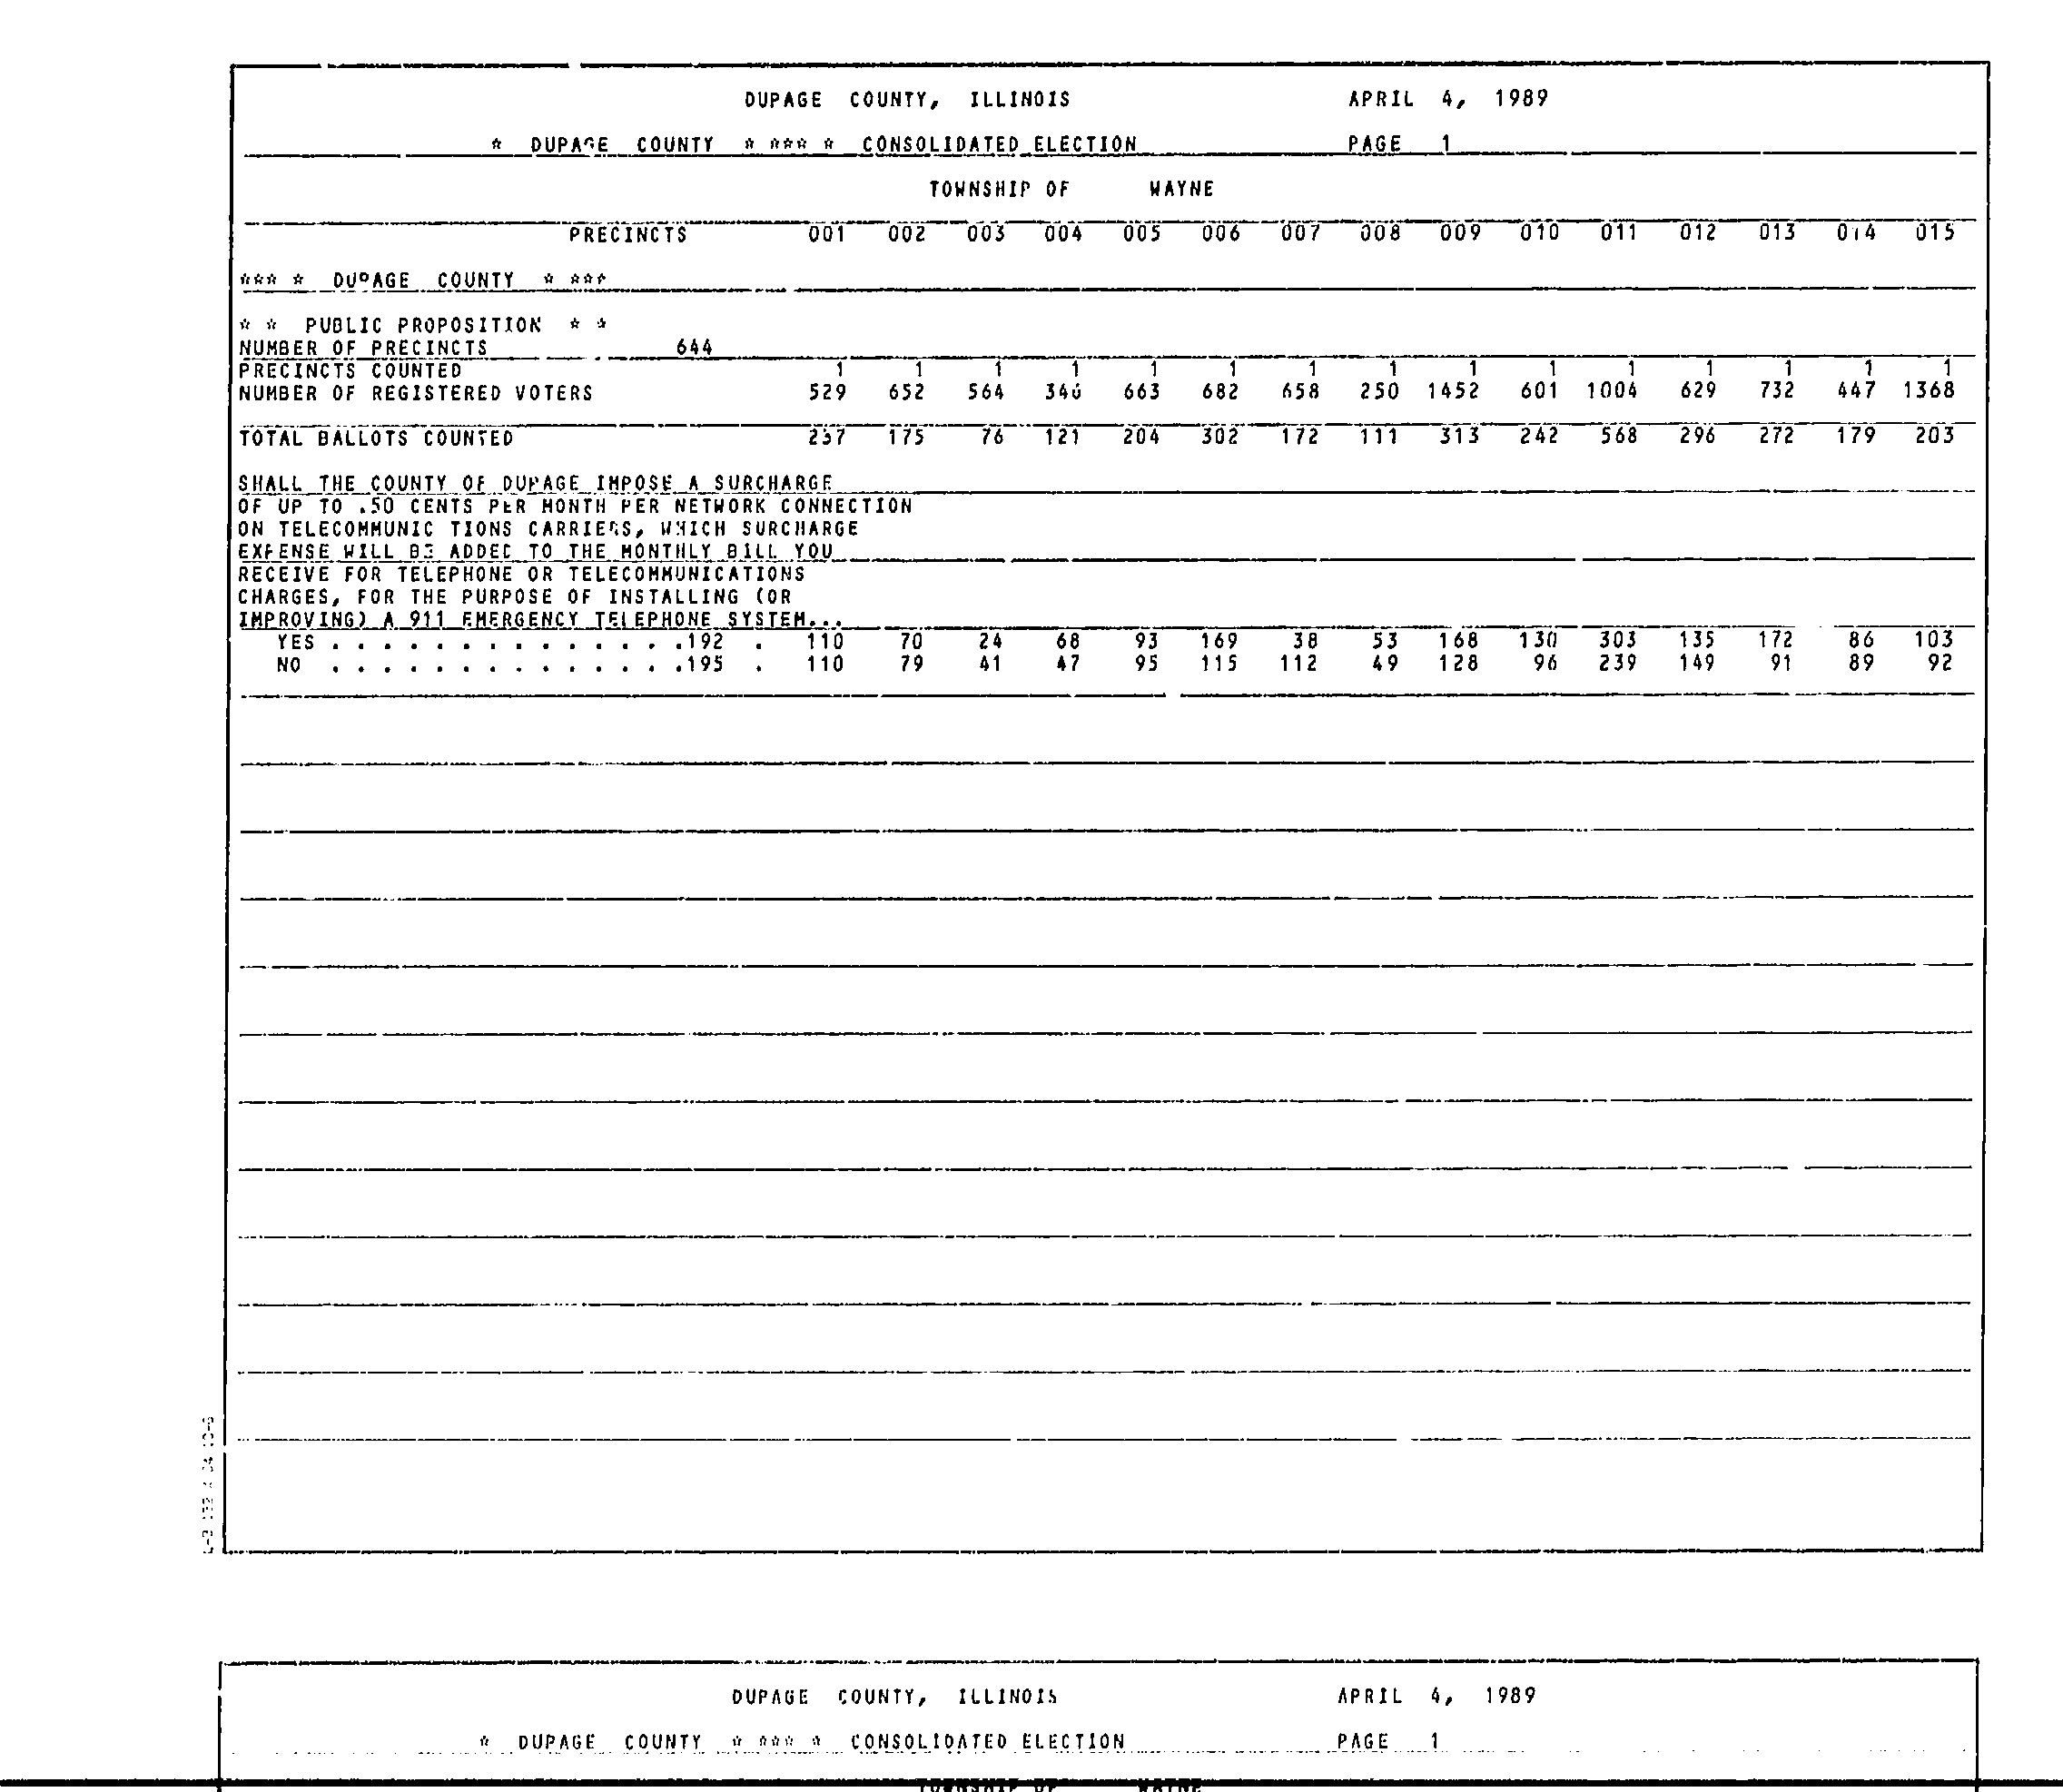 DUPAGE COUNTY, ILLINOIS APRIL 4, 1989
* DUPAGE COUNTY * *** * CONSOLIDATED ELECTION PAGE 1
TOWNSHIP OF WAYNE
PRECINCTS 001 002 003 004 005 006 007 008 009 010 011 012 013 014 015
*** * DUPAGE COUNTY * ***
* * PUBLIC PROPOSITION * *
NUMBER OF PRECINCTS 644
PRECINCTS COUNTED 1 1 1 1 1 1 1 1 1 1 1 1 1 1 1
NUMBER OF REGISTERED VOTERS 529 652 564 346 663 682 658 250 1452 601 1004 629 732 447 1368
TOTAL BALLOTS COUNTED 237 175 76 121 204 302 172 111 313 242 568 296 272 179 203
SHALL THE COUNTY OF DUPAGE IMPOSE A SURCHARGE
OF UP TO .50 CENTS PER MONTH PER NETWORK CONNECTION
ON TELECOMMUNIC TIONS CARRIERS, WHICH SURCHARGE
EXPENSE WILL BE ADDED TO THE MONTHLY BILL YOU
RECEIVE FOR TELEPHONE OR TELECOMMUNICATIONS
CHARGES, FOR THE PURPOSE OF INSTALLING (OR
IMPROVING) A 911 EMERGENCY TELEPHONE SYSTEM...
YES . . . . . . . . . . . . . .192 . 110 70 24 68 93 169 38 53 168 130 303 135 172 86 103
NO . . . . . . . . . . . . . .195 . 110 79 41 47 95 115 112 49 128 96 239 149 91 89 92
DUPAGE COUNTY, ILLINOIS APRIL 4, 1989
* DUPAGE COUNTY * *** * CONSOLIDATED ELECTION PAGE 1
TOWNSHIP OF WAYNE